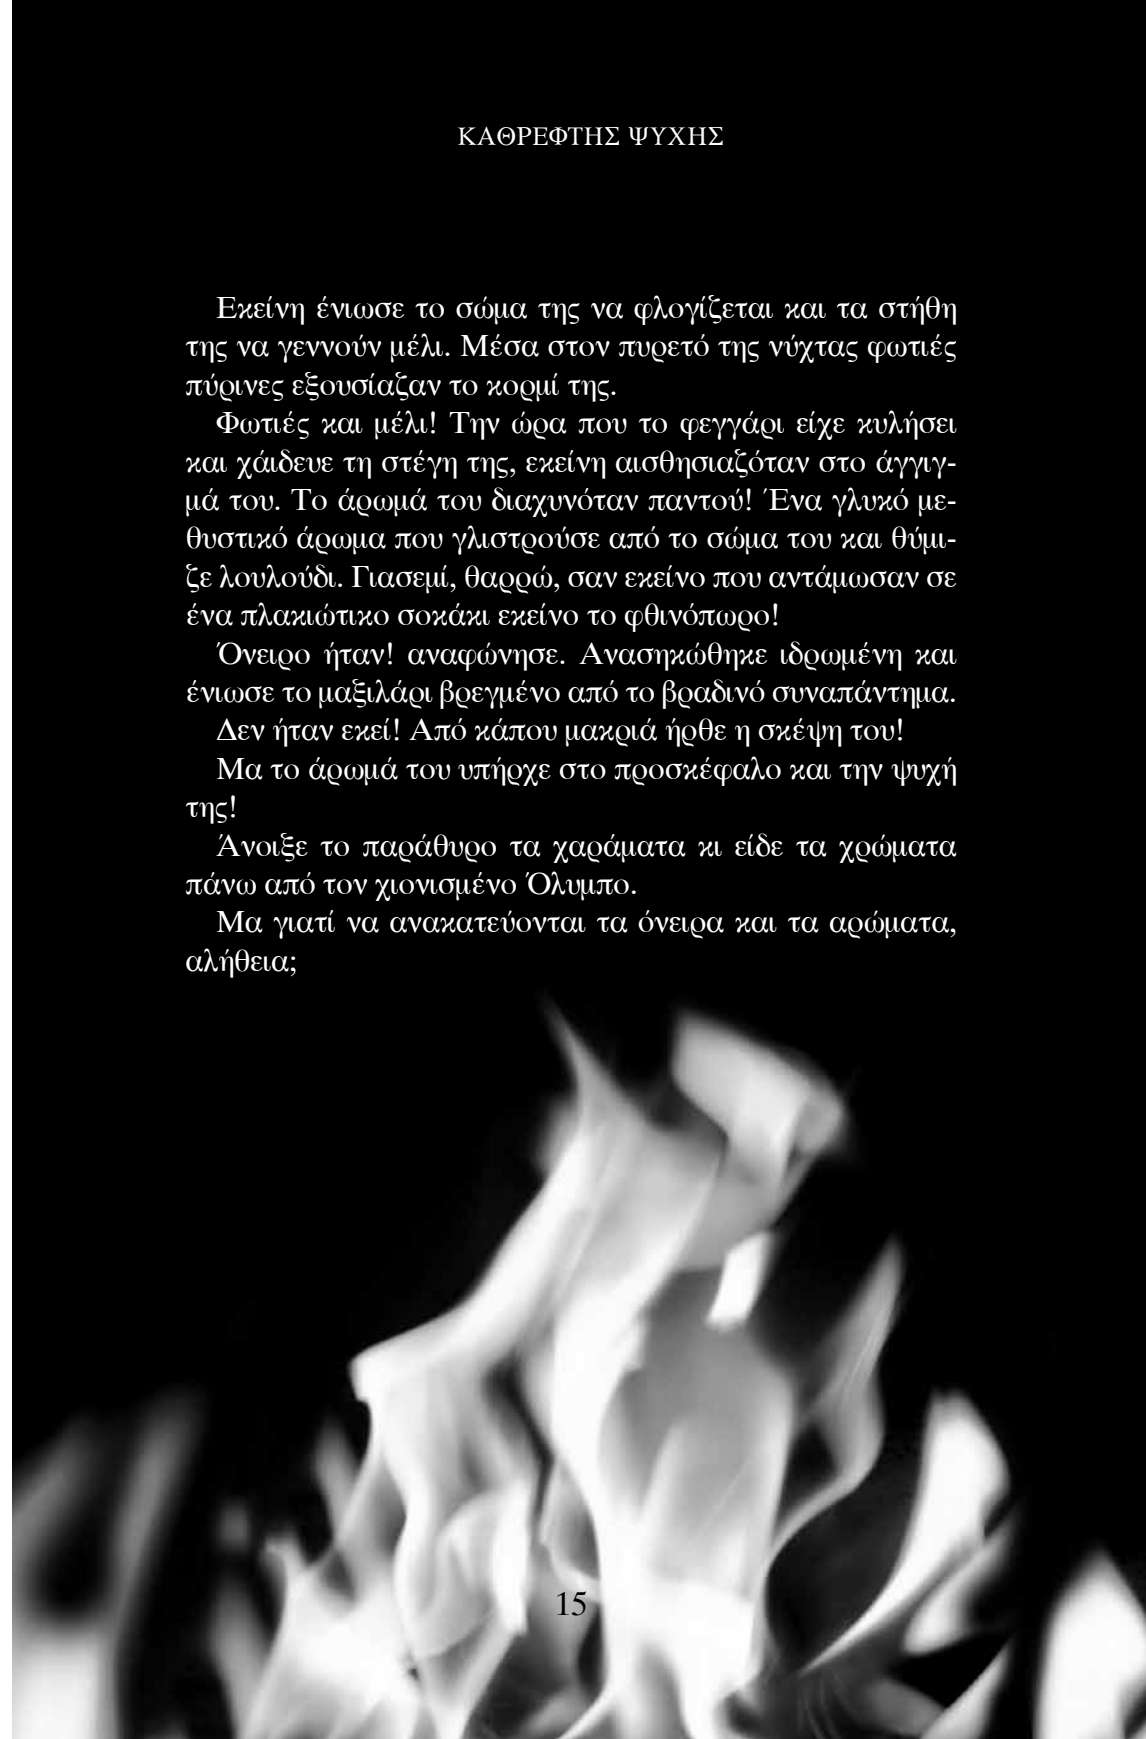 ΚΑΘΡΕΦΤΗΣ ΨΥΧΗΣ
Εκείνη ένιωσε το σώμα της να φλογίζεται και τα στήθη
της να γεννούν μέλι. Μέσα στον πυρετό της νύχτας φωτιές
πύρινες εξουσίαζαν το κορμί της.
Φωτιές και μέλι! Την ώρα που το φεγγάρι είχε κυλήσει
και χάιδευε τη στέγη της, εκείνη αισθησιαζόταν στο άγγιγ-
μά του. Το άρωμά του διαχυνόταν παντού! Ένα γλυκό με-
θυστικό άρωμα που γλιστρούσε από το σώμα του και θύμι-
ζε λουλούδι. Γιασεμί, θαρρώ, σαν εκείνο που αντάμωσαν σε
ένα πλακιώτικο σοκάκι εκείνο το φθινόπωρο!
Όνειρο ήταν! αναφώνησε. Ανασηκώθηκε ιδρωμένη και
ένιωσε το μαξιλάρι βρεγμένο από το βραδινό συναπάντημα.
Δεν ήταν εκεί! Από κάπου μακριά ήρθε η σκέψη του!
Μα το άρωμά του υπήρχε στο προσκέφαλο και την ψυχή
της!
Άνοιξε το παράθυρο τα χαράματα κι είδε τα χρώματα
πάνω από τον χιονισμένο Όλυμπο.
Μα γιατί να ανακατεύονται τα όνειρα και τα αρώματα,
αλήθεια;
15